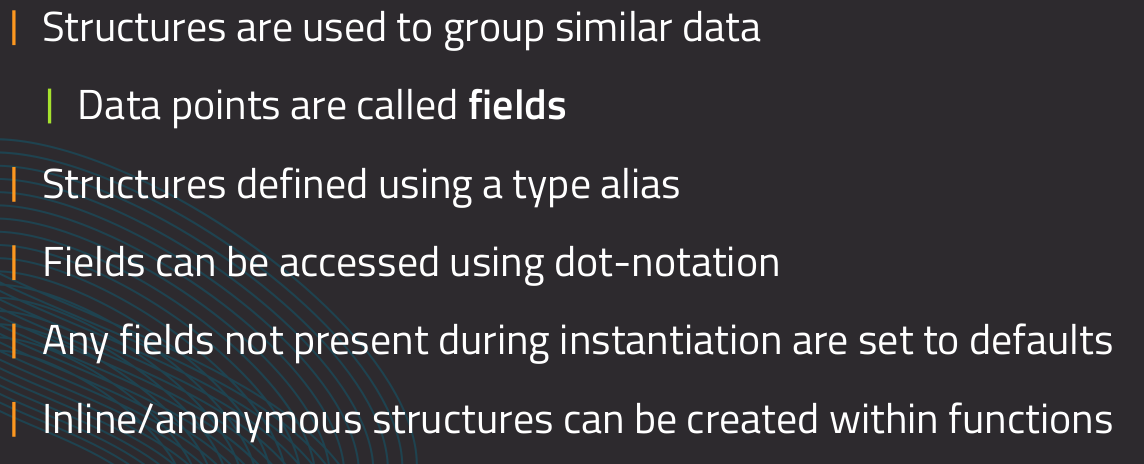 Structures are used to group similar data
Data points are called fields
Structures defined using a type alias
Fields can be accessed using dot-notation
Any fields not present during instantiation are set to defaults
Inline/anonymous structures can be created within functions